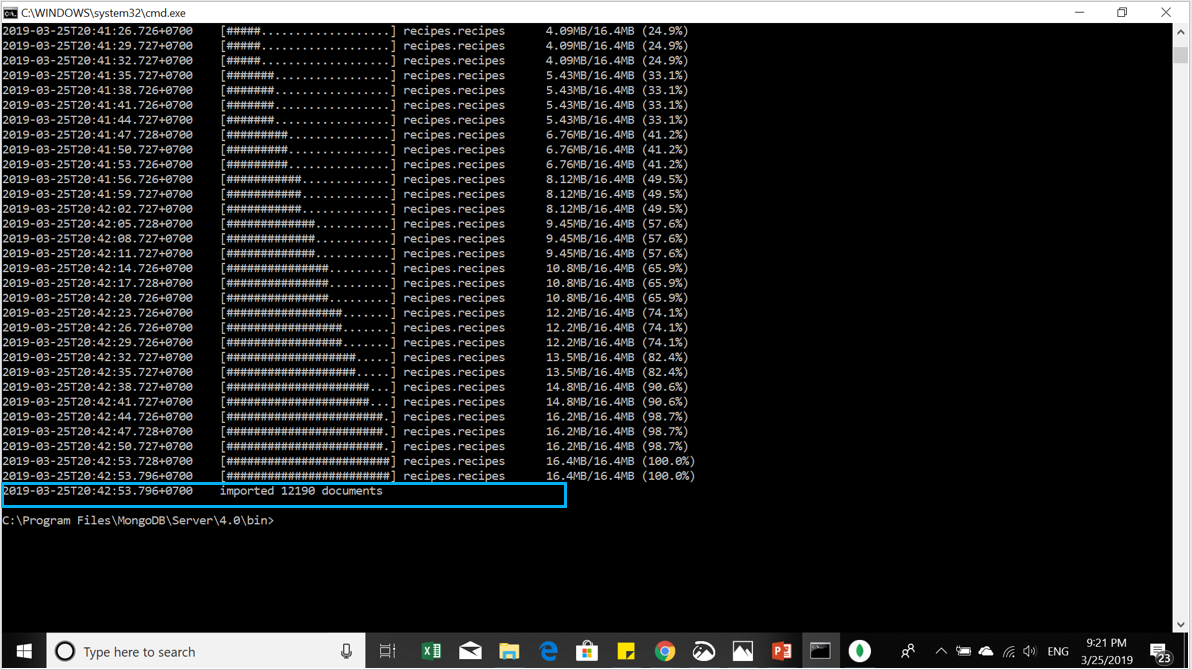 C:\WINDOWS\system32\cmd.exe
2019-03-25T20:41:26.726+0700 [#####...................] recipes.recipes 4.09MB/16.4MB (24.9%)
2019-03-25T20:41:29.727+0700 [#####...................] recipes.recipes 4.09MB/16.4MB (24.9%)
2019-03-25T20:41:32.727+0700 [#####...................] recipes.recipes 4.09MB/16.4MB (24.9%)
2019-03-25T20:41:35.727+0700 [#######.................] recipes.recipes 5.43MB/16.4MB (33.1%)
2019-03-25T20:41:38.726+0700 [#######.................] recipes.recipes 5.43MB/16.4MB (33.1%)
2019-03-25T20:41:41.726+0700 [#######.................] recipes.recipes 5.43MB/16.4MB (33.1%)
2019-03-25T20:41:44.727+0700 [#######.................] recipes.recipes 5.43MB/16.4MB (33.1%)
2019-03-25T20:41:47.728+0700 [#########...............] recipes.recipes 6.76MB/16.4MB (41.2%)
2019-03-25T20:41:50.727+0700 [#########...............] recipes.recipes 6.76MB/16.4MB (41.2%)
2019-03-25T20:41:53.726+0700 [#########...............] recipes.recipes 6.76MB/16.4MB (41.2%)
2019-03-25T20:41:56.726+0700 [###########.............] recipes.recipes 8.12MB/16.4MB (49.5%)
2019-03-25T20:41:59.727+0700 [###########.............] recipes.recipes 8.12MB/16.4MB (49.5%)
2019-03-25T20:42:02.727+0700 [###########.............] recipes.recipes 8.12MB/16.4MB (49.5%)
2019-03-25T20:42:05.728+0700 [#############...........] recipes.recipes 9.45MB/16.4MB (57.6%)
2019-03-25T20:42:08.727+0700 [#############...........] recipes.recipes 9.45MB/16.4MB (57.6%)
2019-03-25T20:42:11.727+0700 [#############...........] recipes.recipes 9.45MB/16.4MB (57.6%)
2019-03-25T20:42:14.726+0700 [###############.........] recipes.recipes 10.8MB/16.4MB (65.9%)
2019-03-25T20:42:17.728+0700 [###############.........] recipes.recipes 10.8MB/16.4MB (65.9%)
2019-03-25T20:42:20.726+0700 [###############.........] recipes.recipes 10.8MB/16.4MB (65.9%)
2019-03-25T20:42:23.726+0700 [#################.......] recipes.recipes 12.2MB/16.4MB (74.1%)
2019-03-25T20:42:26.726+0700 [#################.......] recipes.recipes 12.2MB/16.4MB (74.1%)
2019-03-25T20:42:29.726+0700 [#################.......] recipes.recipes 12.2MB/16.4MB (74.1%)
2019-03-25T20:42:32.727+0700 [###################.....] recipes.recipes 13.5MB/16.4MB (82.4%)
2019-03-25T20:42:35.727+0700 [###################.....] recipes.recipes 13.5MB/16.4MB (82.4%)
2019-03-25T20:42:38.727+0700 [#####################...] recipes.recipes 14.8MB/16.4MB (90.6%)
2019-03-25T20:42:41.727+0700 [#####################...] recipes.recipes 14.8MB/16.4MB (90.6%)
2019-03-25T20:42:44.726+0700 [#######################.] recipes.recipes 16.2MB/16.4MB (98.7%)
2019-03-25T20:42:47.728+0700 [#######################.] recipes.recipes 16.2MB/16.4MB (98.7%)
2019-03-25T20:42:50.727+0700 [#######################.] recipes.recipes 16.2MB/16.4MB (98.7%)
2019-03-25T20:42:53.728+0700 [########################] recipes.recipes 16.4MB/16.4MB (100.0%)
2019-03-25T20:42:53.796+0700 [########################] recipes.recipes 16.4MB/16.4MB (100.0%)
2019-03-25T20:42:53.796+0700 imported 12190 documents
C:\Program Files\MongoDB\Server\4.0\bin>
Type here to search
ENG
9:21 PM
3/25/2019
23